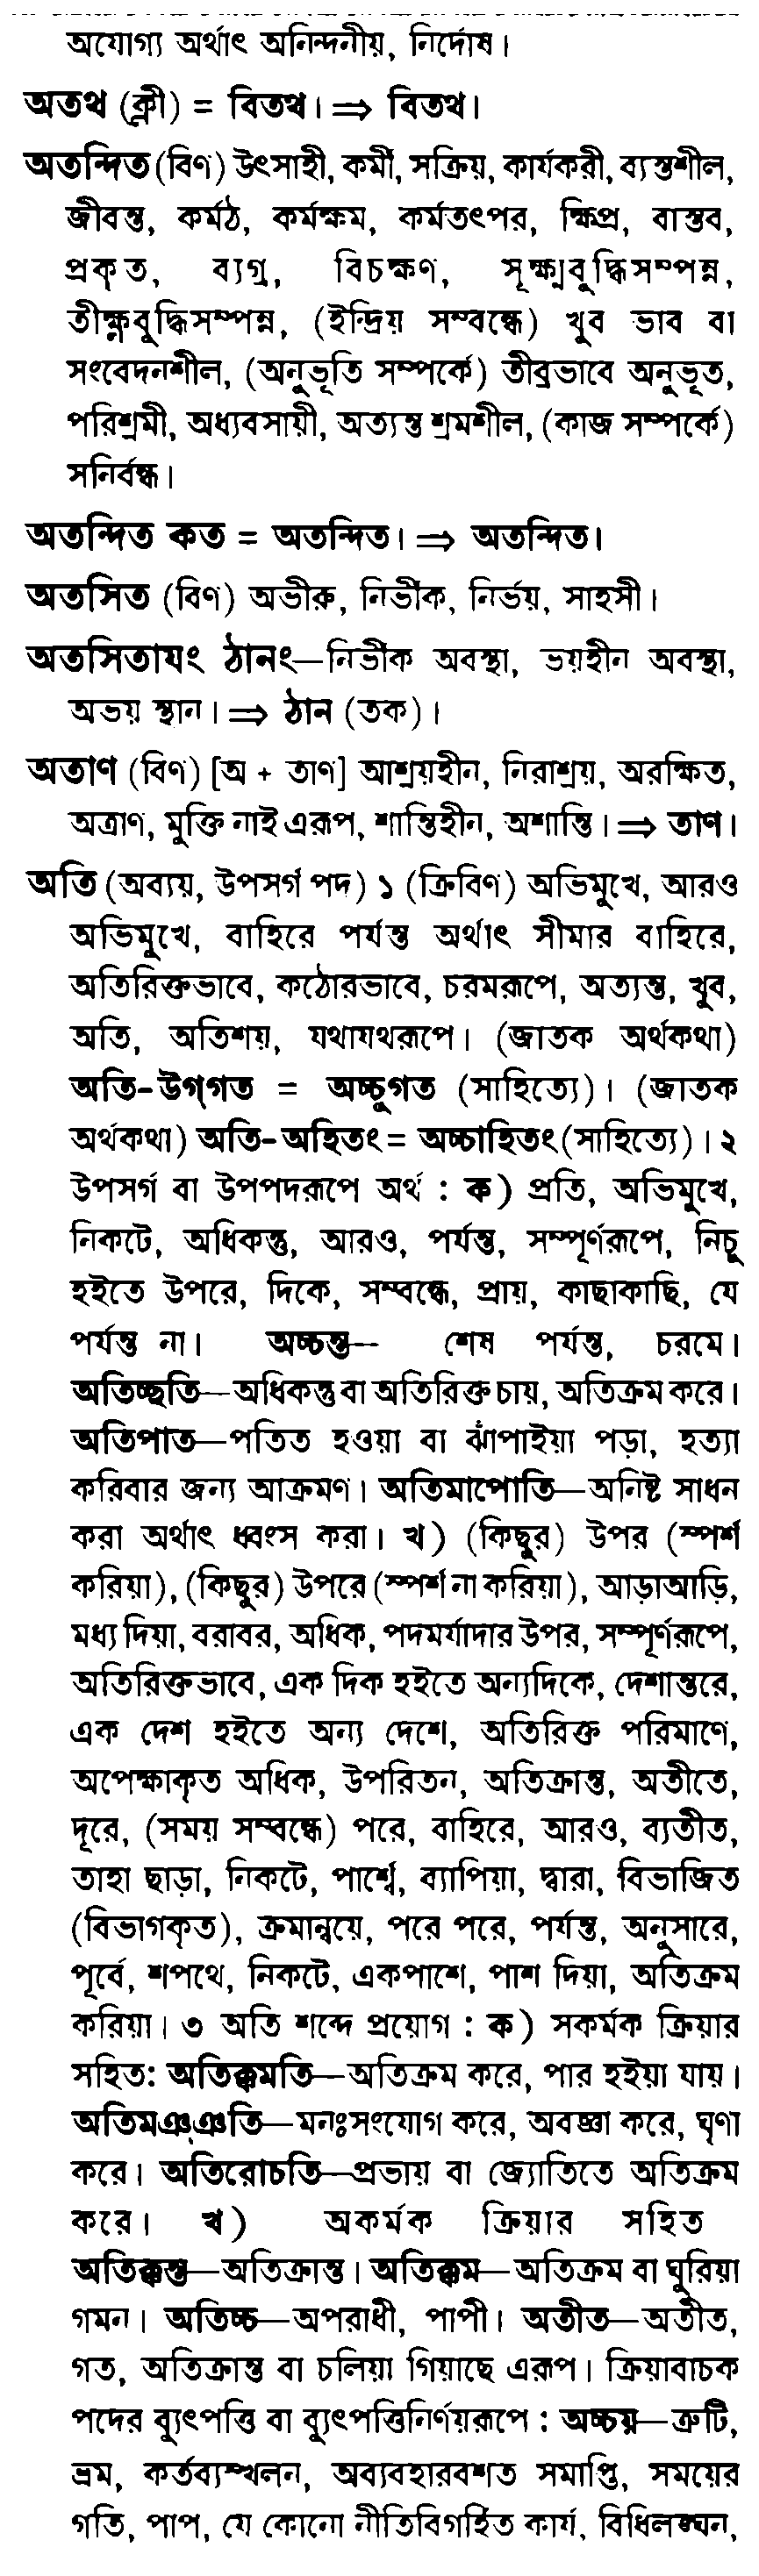 অযোগ্য অর্থাৎ অনিন্দনীয়, নির্দোষ।
অতথ (ক্লী) = বিতথ। ⇒ বিতথ।
অতন্দিত (বিণ) উৎসাহী, কর্মী, সক্রিয়, কার্যকরী, ব্যস্তশীল,
জীবন্ত, কর্মঠ, কর্মক্ষম, কর্মতৎপর, ক্ষিপ্র, বাস্তব,
প্রকৃত, ব্যগ্র, বিচক্ষণ, সূক্ষ্মবুদ্ধিসম্পন্ন,
তীক্ষ্ণবুদ্ধিসম্পন্ন, (ইন্দ্রিয় সম্বন্ধে) খুব ভাব বা
সংবেদনশীল, (অনুভূতি সম্পর্কে) তীব্রভাবে অনুভূত,
পরিশ্রমী, অধ্যবসায়ী, অত্যন্ত শ্রমশীল, (কাজ সম্পর্কে)
সনির্বন্ধ।
অতন্দিত কত = অতন্দিত। ⇒ অতন্দিত।
অতসিত (বিণ) অভীরু, নির্ভীক, নির্ভয়, সাহসী।
অতসিতাযং ঠানং—নির্ভীক অবস্থা, ভয়হীন অবস্থা,
অভয় স্থান। ⇒ ঠান (তক)।
অতাণ (বিণ) [অ + তাণ] আশ্রয়হীন, নিরাশ্রয়, অরক্ষিত,
অত্রাণ, মুক্তি নাই এরূপ, শান্তিহীন, অশান্তি। ⇒ তাণ।
অতি (অব্যয়, উপসর্গ পদ) ১ (ক্রিবিণ) অভিমুখে, আরও
অভিমুখে, বাহিরে পর্যন্ত অর্থাৎ সীমার বাহিরে,
অতিরিক্তভাবে, কঠোরভাবে, চরমরূপে, অত্যন্ত, খুব,
অতি, অতিশয়, যথাযথরূপে। (জাতক অর্থকথা)
অতি-উগ্গত = অচ্চুগত (সাহিত্যে)। (জাতক
অর্থকথা) অতি-অহিতং = অচ্চাহিতং (সাহিত্যে)। ২
উপসর্গ বা উপপদরূপে অর্থ : ক) প্রতি, অভিমুখে,
নিকটে, অধিকন্তু, আরও, পর্যন্ত, সম্পূর্ণরূপে, নিচু
হইতে উপরে, দিকে, সম্বন্ধে, প্রায়, কাছাকাছি, যে
পর্যন্ত না। অচ্চন্ত— শেষ পর্যন্ত, চরমে।
অতিচ্ছতি—অধিকন্তু বা অতিরিক্ত চায়, অতিক্রম করে।
অতিপাত—পতিত হওয়া বা ঝাঁপাইয়া পড়া, হত্যা
করিবার জন্য আক্রমণ। অতিমাপোতি—অনিষ্ট সাধন
করা অর্থাৎ ধ্বংস করা। খ) (কিছুর) উপর (স্পর্শ
করিয়া), (কিছুর) উপরে (স্পর্শ না করিয়া), আড়াআড়ি,
মধ্য দিয়া, বরাবর, অধিক, পদমর্যাদার উপর, সম্পূর্ণরূপে,
অতিরিক্তভাবে, এক দিক হইতে অন্যদিকে, দেশান্তরে,
এক দেশ হইতে অন্য দেশে, অতিরিক্ত পরিমাণে,
অপেক্ষাকৃত অধিক, উপরিতন, অতিক্রান্ত, অতীতে,
দূরে, (সময় সম্বন্ধে) পরে, বাহিরে, আরও, ব্যতীত,
তাহা ছাড়া, নিকটে, পার্শ্বে, ব্যাপিয়া, দ্বারা, বিভাজিত
(বিভাগকৃত), ক্রমান্বয়ে, পরে পরে, পর্যন্ত, অনুসারে,
পূর্বে, শপথে, নিকটে, একপাশে, পাশ দিয়া, অতিক্রম
করিয়া। ৩ অতি শব্দে প্রয়োগ : ক) সকর্মক ক্রিয়ার
সহিত: অতিক্কমতি—অতিক্রম করে, পার হইয়া যায়।
অতিমঞ্ঞতি—মনঃসংযোগ করে, অবজ্ঞা করে, ঘৃণা
করে। অতিরোচতি—প্রভায় বা জ্যোতিতে অতিক্রম
করে। খ) অকর্মক ক্রিয়ার সহিত
অতিক্কন্ত—অতিক্রান্ত। অতিক্কম—অতিক্রম বা ঘুরিয়া
গমন। অতিচ্চ—অপরাধী, পাপী। অতীত—অতীত,
গত, অতিক্রান্ত বা চলিয়া গিয়াছে এরূপ। ক্রিয়াবাচক
পদের ব্যুৎপত্তি বা ব্যুৎপত্তিনির্ণয়রূপে : অচ্চয়—ত্রুটি,
ভ্রম, কর্তব্যস্খলন, অব্যবহারবশত সমাপ্তি, সময়ের
গতি, পাপ, যে কোনো নীতিবিগর্হিত কার্য, বিধিলঙ্ঘন,